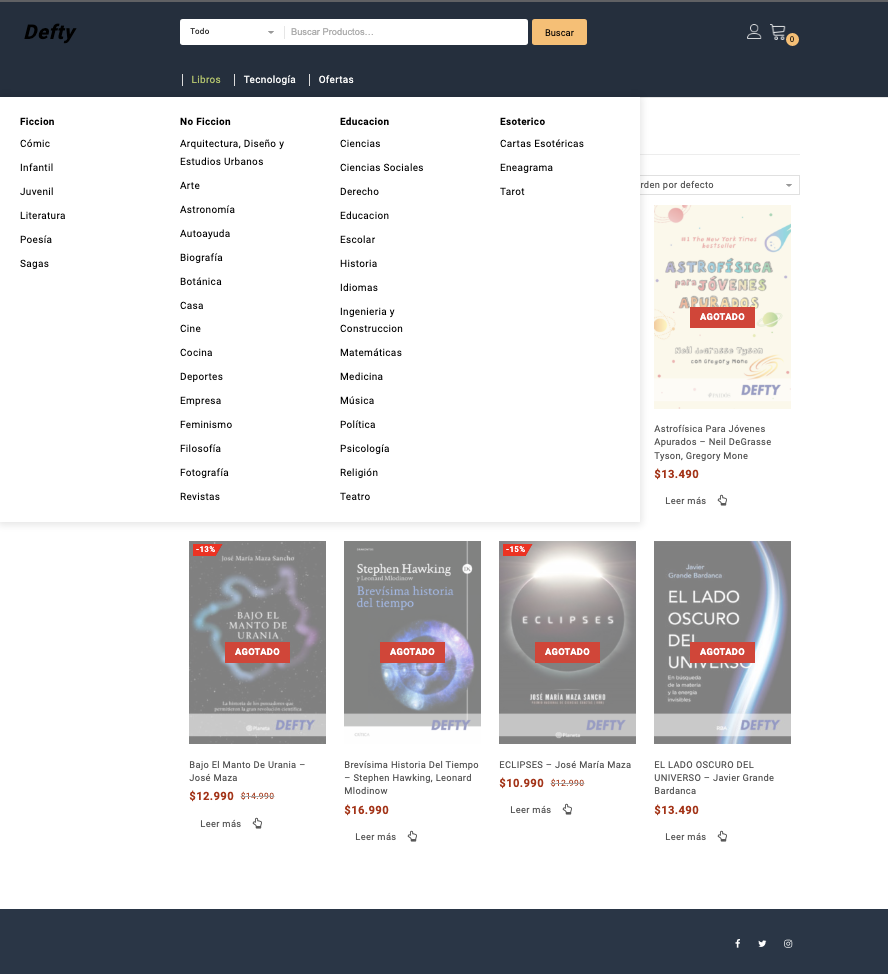 Defty
Todo
Buscar Productos...
Buscar
0
Libros
Tecnología
Ofertas
Ficcion
Cómic
Infantil
Juvenil
Literatura
Poesía
Sagas
No Ficcion
Arquitectura, Diseño y
Estudios Urbanos
Arte
Astronomía
Autoayuda
Biografía
Botánica
Casa
Cine
Cocina
Deportes
Empresa
Feminismo
Filosofía
Fotografía
Revistas
Educacion
Ciencias
Ciencias Sociales
Derecho
Educacion
Escolar
Historia
Idiomas
Ingenieria y
Construccion
Matemáticas
Medicina
Música
Política
Psicología
Religión
Teatro
Esoterico
Cartas Esotéricas
Eneagrama
Tarot
rden por defecto
#1 The New York Times
bestseller
ASTROFÍSICA
para JÓVENES
APURADOS
AGOTADO
Neil deGrasse Tyson
con Gregory Mone
DEFTY
Astrofísica Para Jóvenes
Apurados – Neil DeGrasse
Tyson, Gregory Mone
$13.490
Leer más
-13%
José María Maza Sancho
BAJO EL
MANTO DE
URANIA
AGOTADO
La historia de los pensadores que
permitieron la gran revolución científica
Planeta
DEFTY
Bajo El Manto De Urania –
José Maza
$12.990 $14.990
Leer más
Stephen Hawking
y Leonard Mlodinow
Brevísima historia
del tiempo
AGOTADO
DEFTY
Brevísima Historia Del Tiempo
– Stephen Hawking, Leonard
Mlodinow
$16.990
Leer más
-15%
ECLIPSES
AGOTADO
JOSÉ MARÍA MAZA SANCHO
Planeta
DEFTY
ECLIPSES – José María Maza
$10.990 $12.990
Leer más
Javier
Grande Bardanca
EL LADO
OSCURO
DEL
UNIVERSO
AGOTADO
En búsqueda
de la materia
y la energía
invisibles
DEFTY
EL LADO OSCURO DEL
UNIVERSO – Javier Grande
Bardanca
$13.490
Leer más